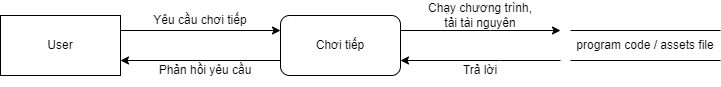 Yêu cầu chơi tiếp
Chạy chương trình,
tải tài nguyên
User
Chơi tiếp
program code / assets file
Phản hồi yêu cầu
Trả lời